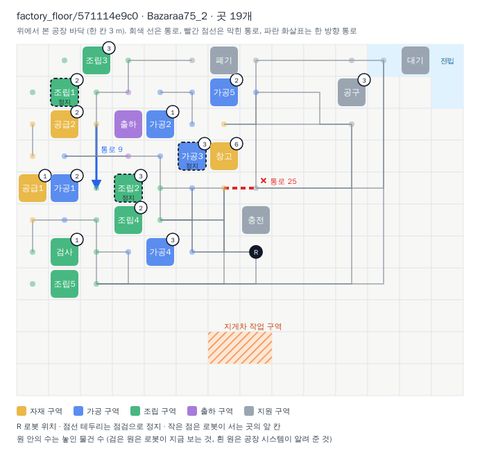 factory_floor/571114e9c0 · Bazaraa75_2 · 곳 19개
위에서 본 공장 바닥 (한 칸 3 m). 회색 선은 통로, 빨간 점선은 막힌 통로, 파란 화살표는 한 방향 통로
조립3 3
폐기
대기
전입
조립1 2
정지
가공5 2
공구 3
공급2 2
출하
가공2 1
통로 9
가공3 3
정지
창고 6
통로 25
공급1 1
가공1 2
조립2 3
정지
조립4 2
충전
검사 1
가공4 3
R
조립5
지게차 작업 구역
자재 구역
가공 구역
조립 구역
출하 구역
지원 구역
R 로봇 위치 · 점선 테두리는 점검으로 정지 · 작은 점은 로봇이 서는 곳의 앞 칸
원 안의 수는 놓인 물건 수 (검은 원은 로봇이 지금 보는 것, 흰 원은 공장 시스템이 알려 준 것)